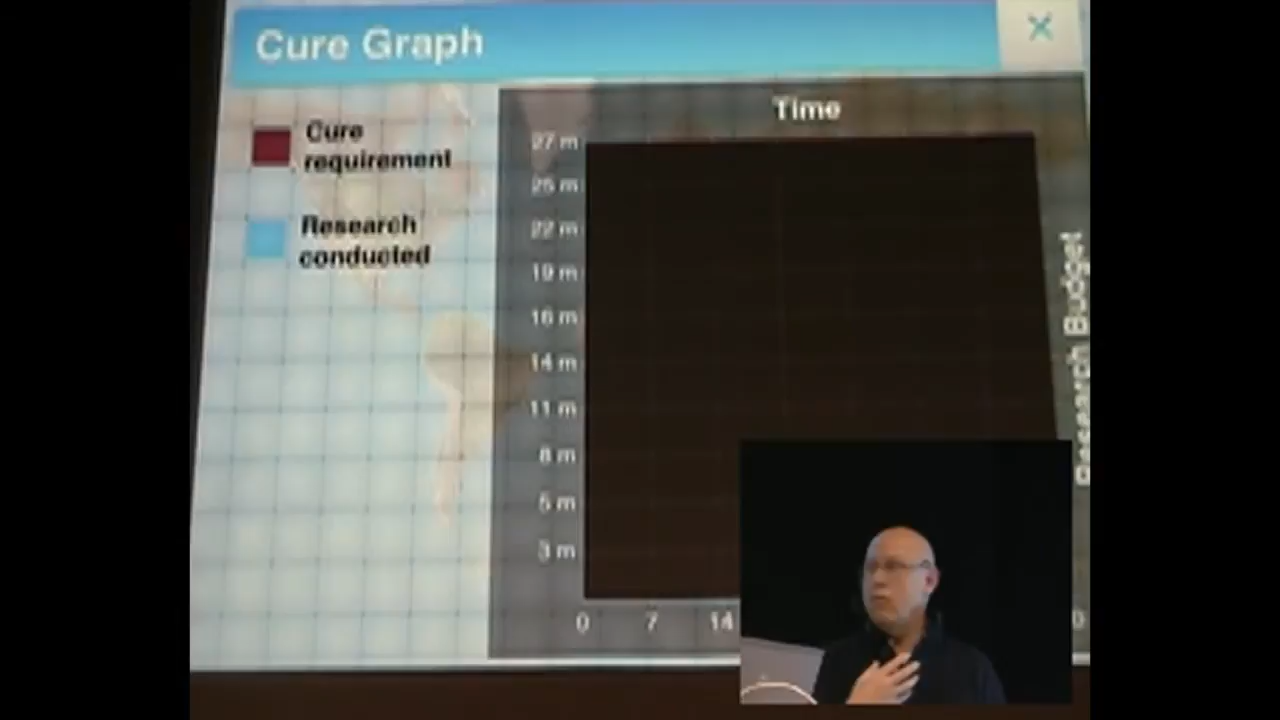 Cure Graph
×
Cure
requirement
Research
conducted
Time
27 m
25 m
22 m
19 m
16 m
14 m
11 m
8 m
5 m
3 m
0
7
14
0
Research Budget